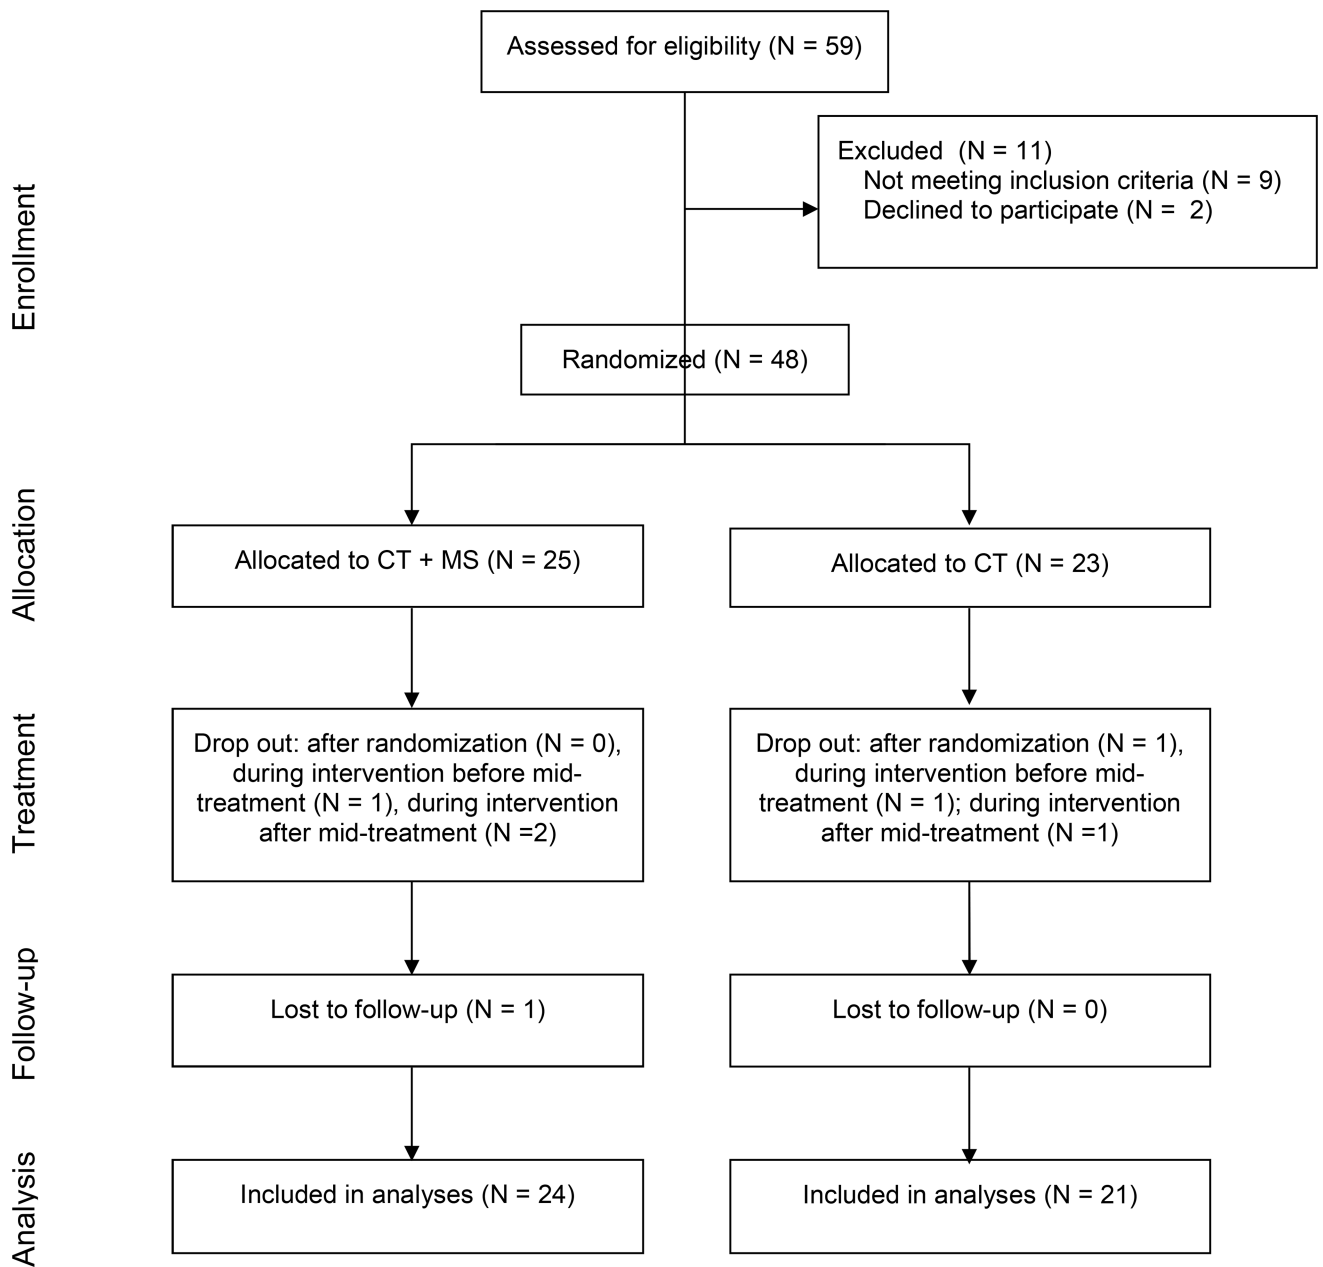 Assessed for eligibility (N = 59)
Enrollment
Excluded  (N = 11)
Not meeting inclusion criteria (N = 9)
Declined to participate (N =  2)
Randomized (N = 48)
Allocation
Allocated to CT + MS (N = 25)
Allocated to CT (N = 23)
Treatment
Drop out: after randomization (N = 0),
during intervention before mid-
treatment (N = 1), during intervention
after mid-treatment (N =2)
Drop out: after randomization (N = 1),
during intervention before mid-
treatment (N = 1); during intervention
after mid-treatment (N =1)
Follow-up
Lost to follow-up (N = 1)
Lost to follow-up (N = 0)
Analysis
Included in analyses (N = 24)
Included in analyses (N = 21)